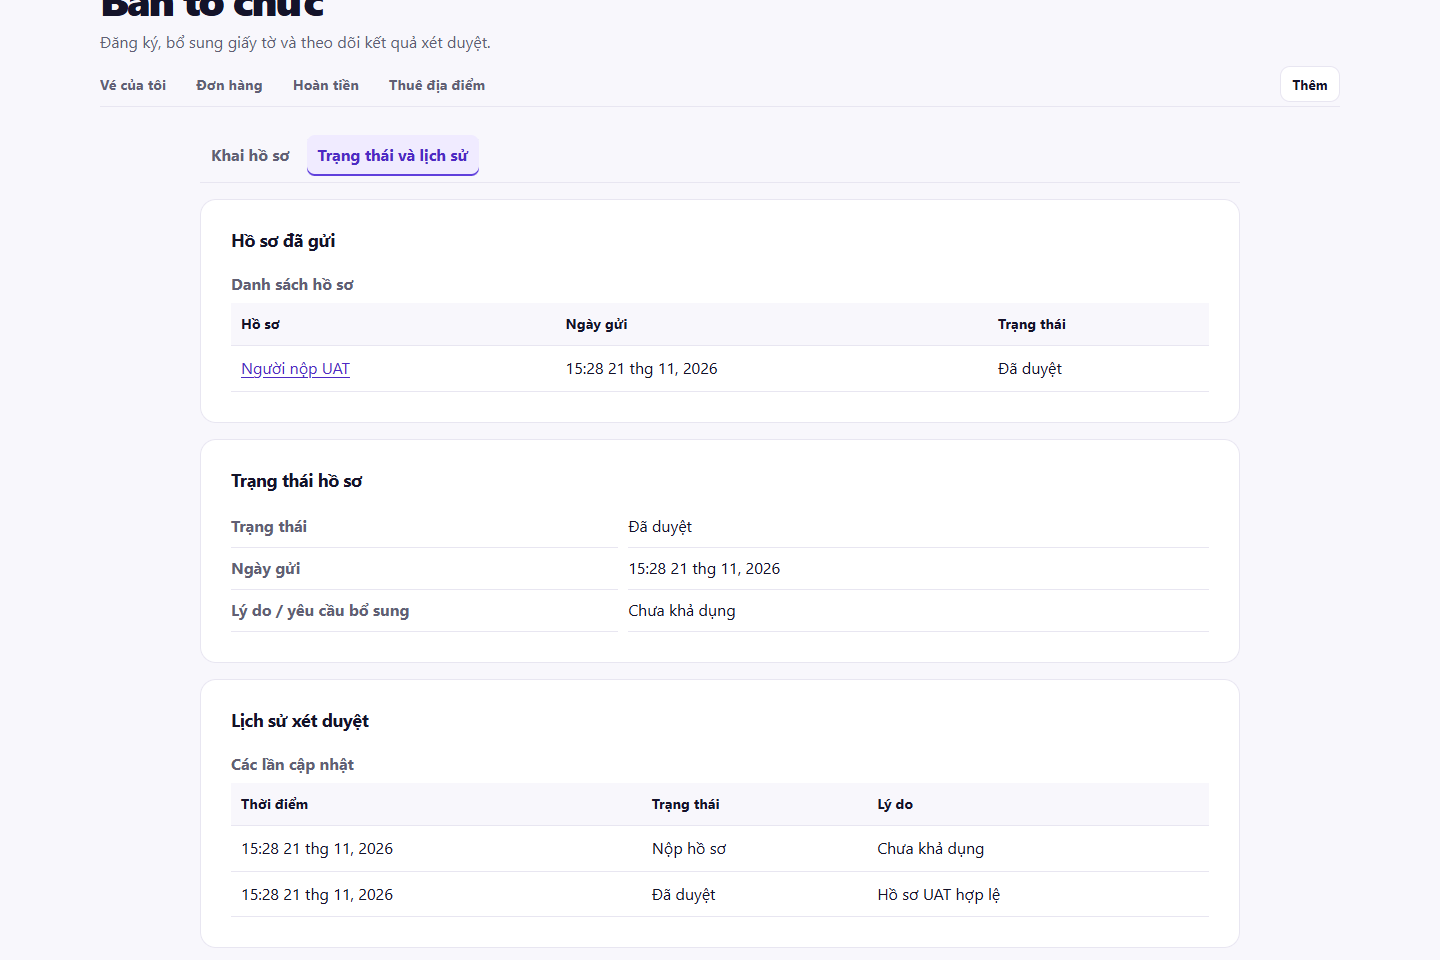 Ban tổ chức
Đăng ký, bổ sung giấy tờ và theo dõi kết quả xét duyệt.
Vé của tôi Đơn hàng Hoàn tiền Thuê địa điểm Thêm
Khai hồ sơ Trạng thái và lịch sử
Hồ sơ đã gửi
Danh sách hồ sơ
Hồ sơ Ngày gửi Trạng thái
Người nộp UAT 15:28 21 thg 11, 2026 Đã duyệt
Trạng thái hồ sơ
Trạng thái Đã duyệt
Ngày gửi 15:28 21 thg 11, 2026
Lý do / yêu cầu bổ sung Chưa khả dụng
Lịch sử xét duyệt
Các lần cập nhật
Thời điểm Trạng thái Lý do
15:28 21 thg 11, 2026 Nộp hồ sơ Chưa khả dụng
15:28 21 thg 11, 2026 Đã duyệt Hồ sơ UAT hợp lệ